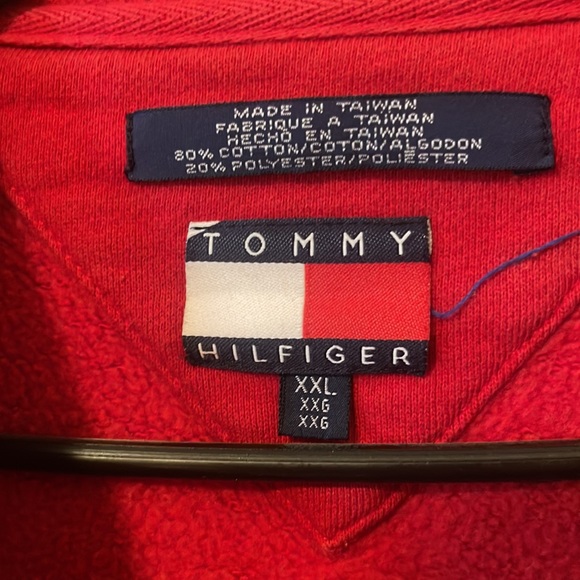 MADE IN TAIWAN
FABRIQUE A TAIWAN
HECHO EN TAIWAN
80% COTTON/COTON/ALGODON
20% POLYESTER/POLIESTER
TOMMY
HILFIGER
XXL
XXG
XXG